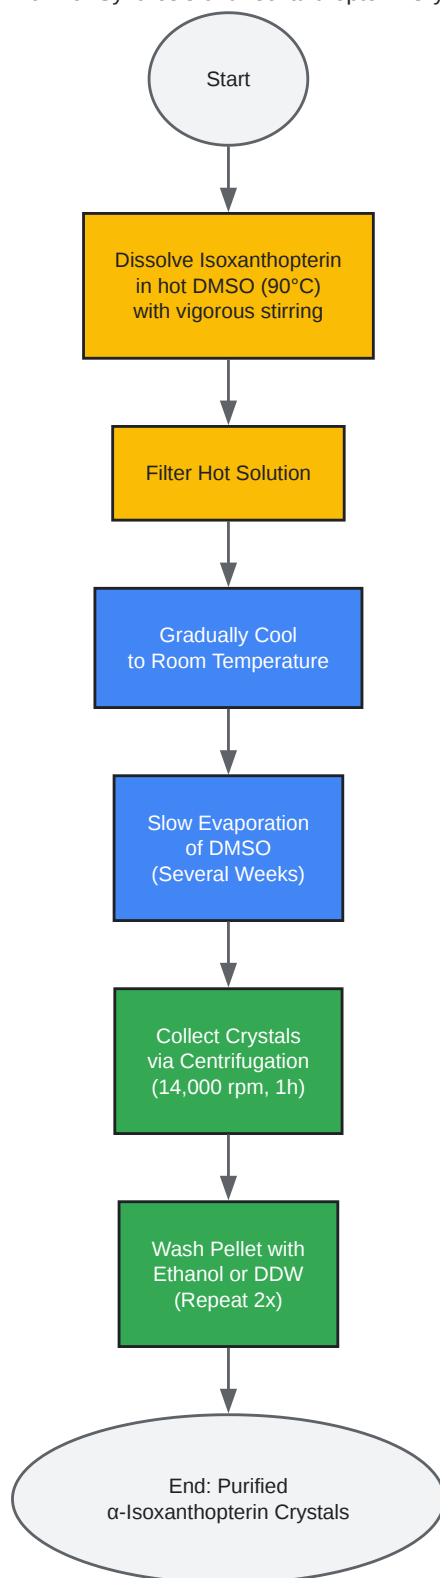 Start
Dissolve Isoxanthopterin
in hot DMSO (90°C)
with vigorous stirring
Filter Hot Solution
Gradually Cool
to Room Temperature
Slow Evaporation
of DMSO
(Several Weeks)
Collect Crystals
via Centrifugation
(14,000 rpm, 1h)
Wash Pellet with
Ethanol or DDW
(Repeat 2x)
End: Purified
α-Isoxanthopterin Crystals